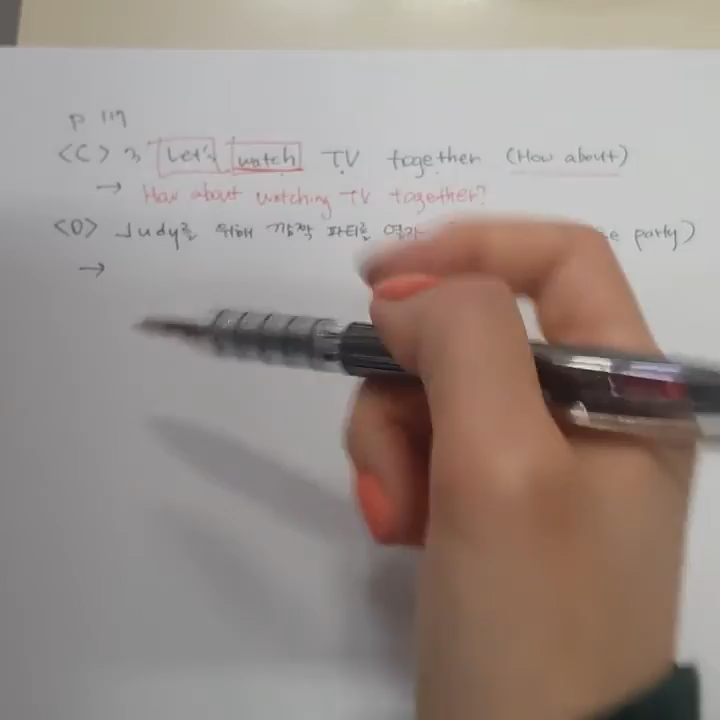 P 117
<C> 3 Let's watch TV together (How about)
→ How about watching TV together?
<D> Judy를 위해 깜짝 파티를 열자 party)
→